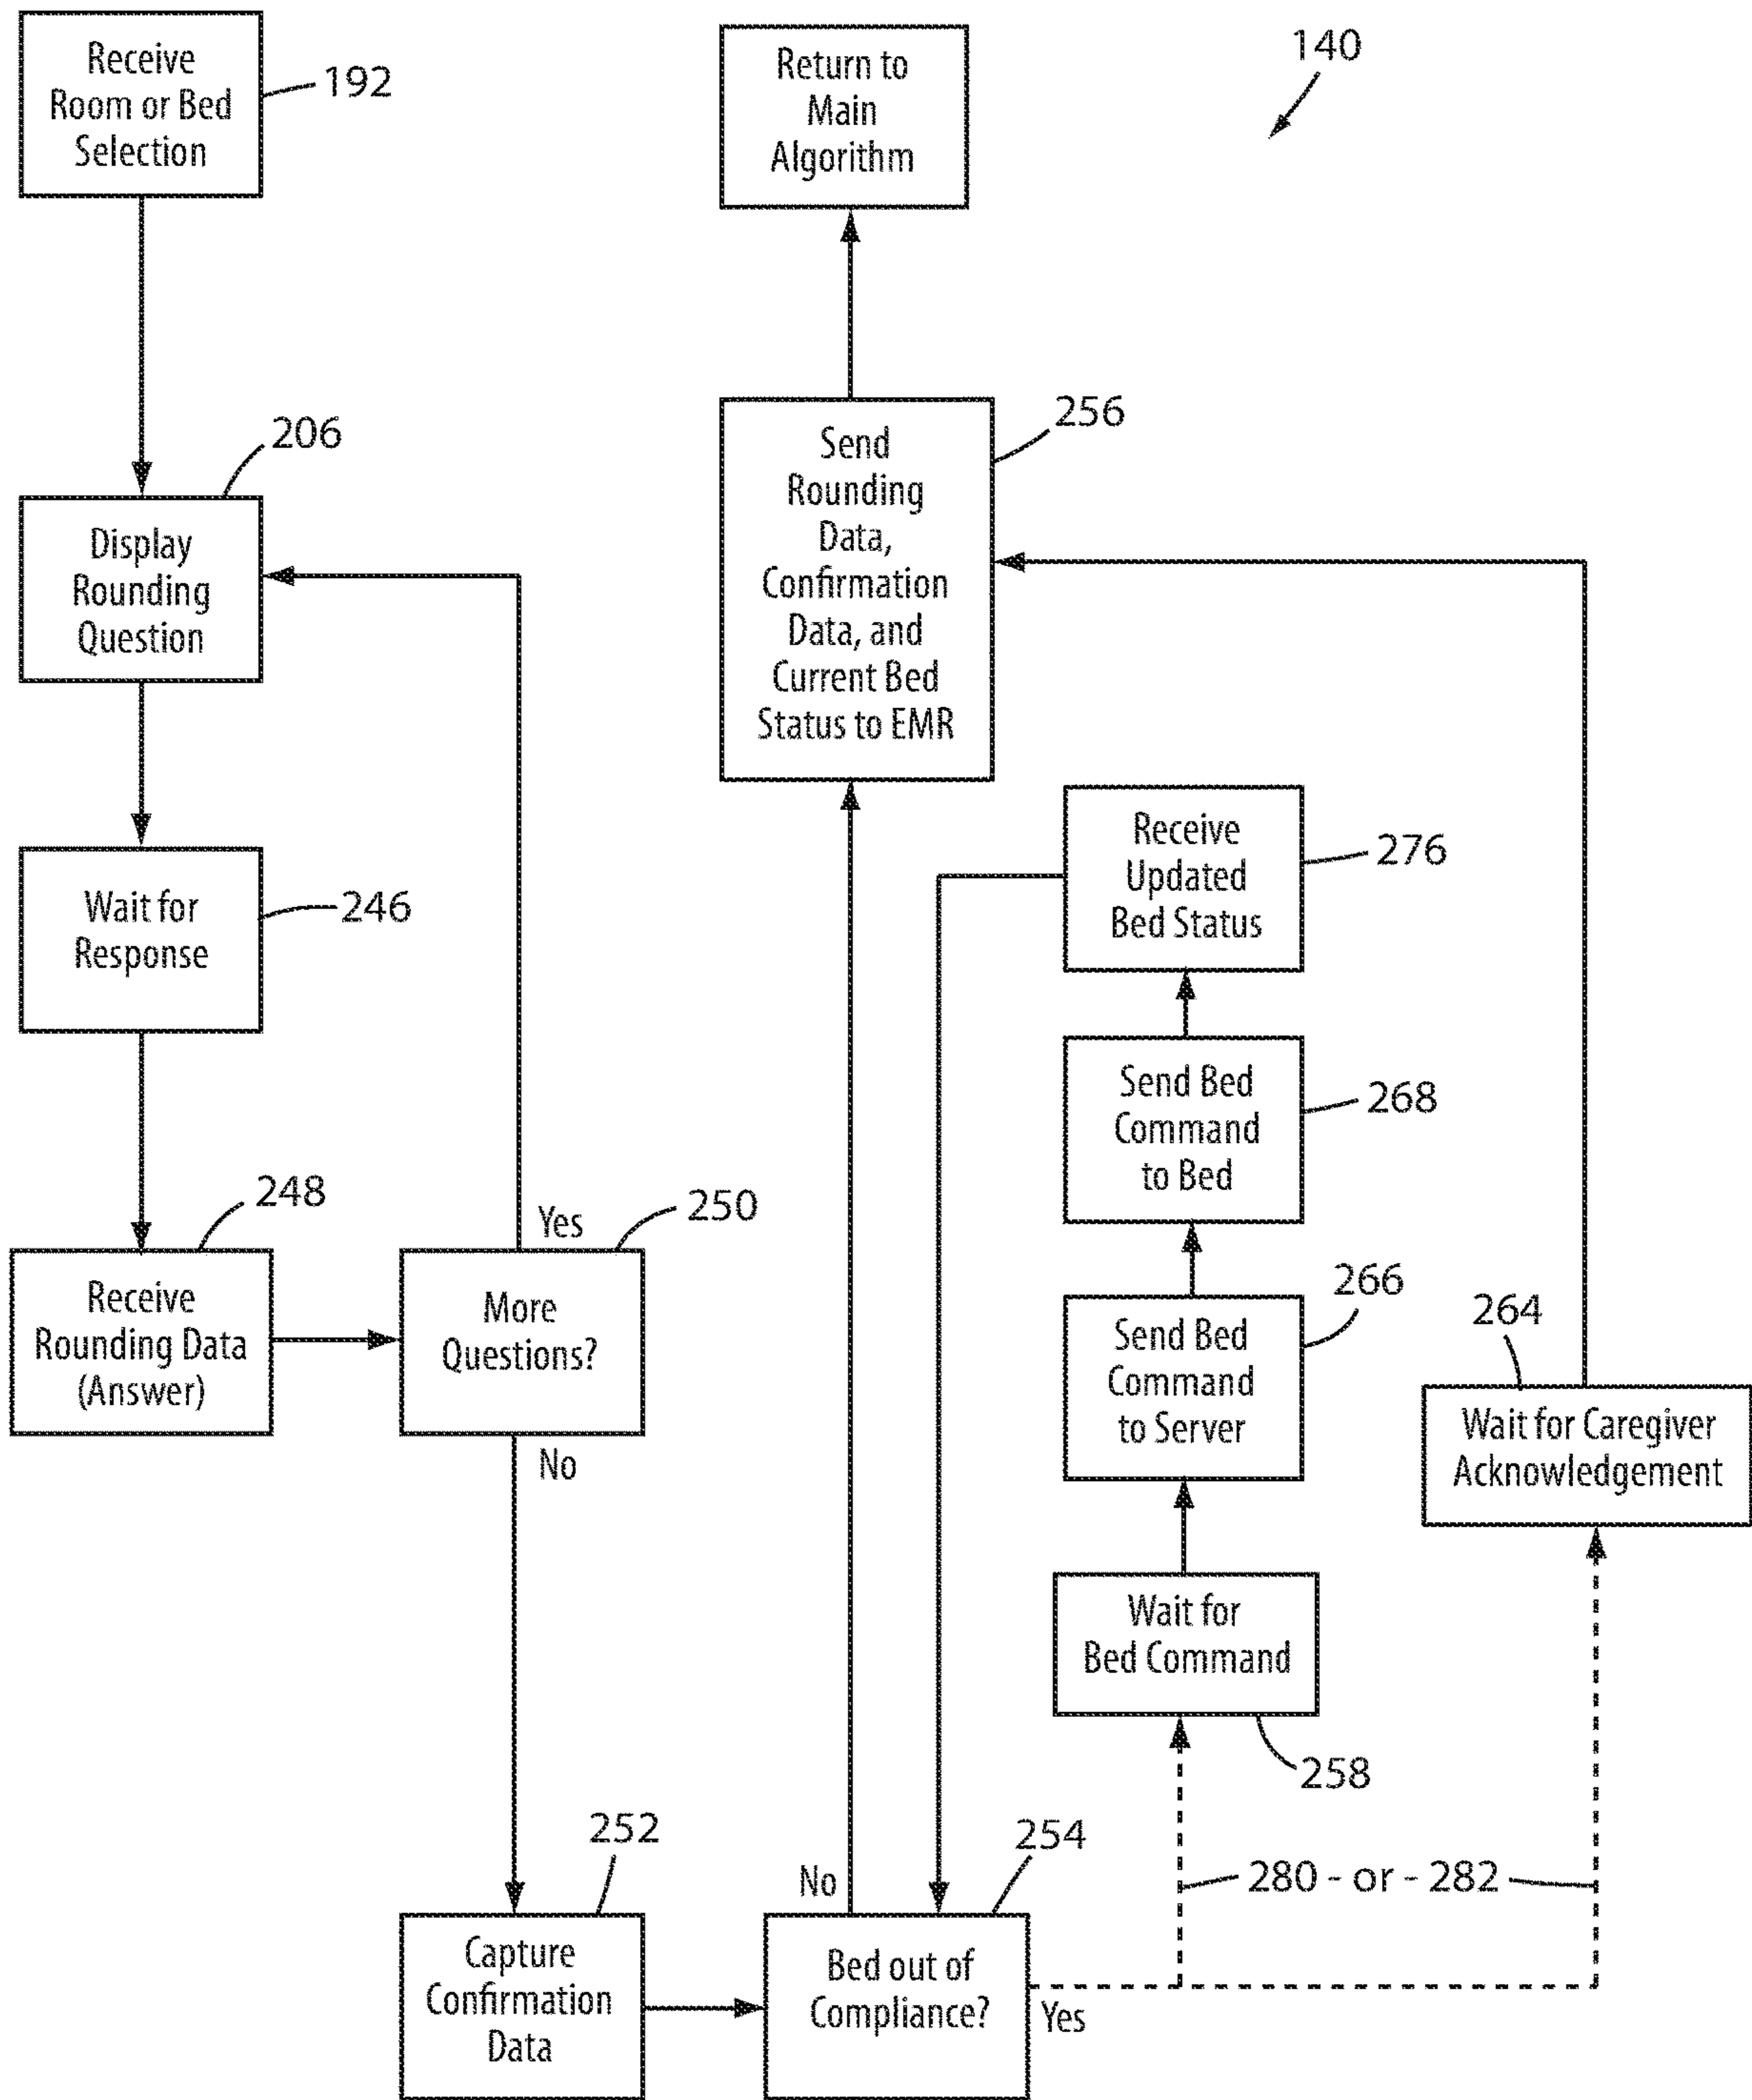 Receive
Room or Bed
Selection
192
Return to
Main
Algorithm
140
206
Display
Rounding
Question
256
Send
Rounding
Data,
Confirmation
Data, and
Current Bed
Status to EMR
Wait for
Response
246
Receive
Updated
Bed Status
276
Send Bed
Command
to Bed
268
248
Receive
Rounding Data
(Answer)
Yes
250
More
Questions?
No
266
Send Bed
Command
to Server
264
Wait for Caregiver
Acknowledgement
Wait for
Bed Command
258
252
Capture
Confirmation
Data
No
254
Bed out of
Compliance?
Yes
280 - or - 282